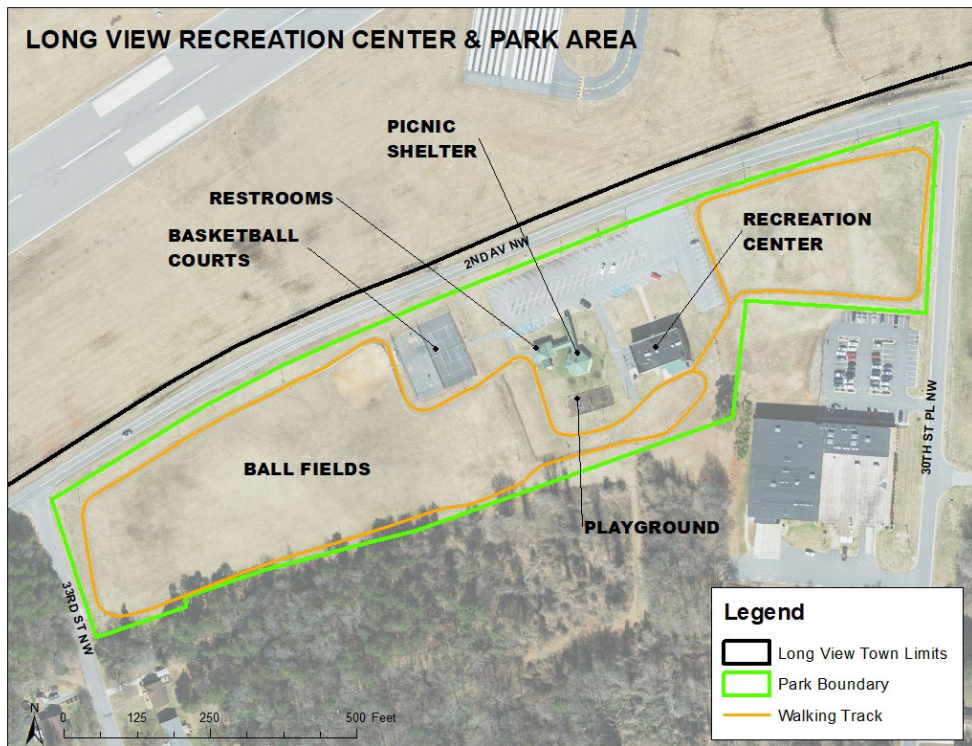 LONG VIEW RECREATION CENTER & PARK AREA
PICNIC
SHELTER
RESTROOMS
BASKETBALL
COURTS
2ND AV NW
RECREATION
CENTER
BALL FIELDS
PLAYGROUND
30TH ST PL NW
33RD ST NW
Legend
Long View Town Limits
Park Boundary
Walking Track
N
0 125 250 500 Feet